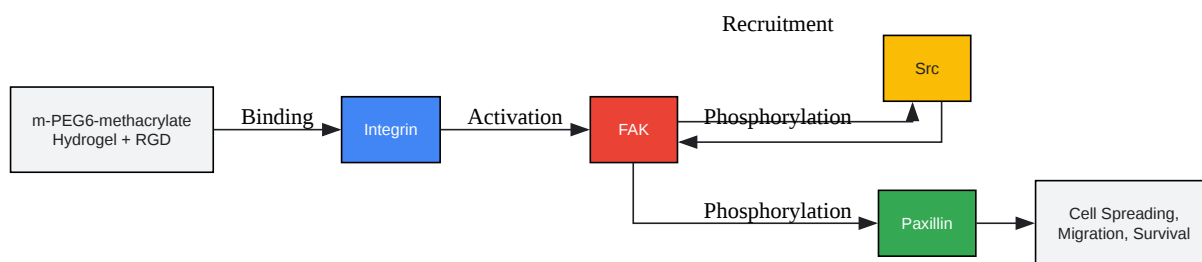 Recruitment
Src
m-PEG6-methacrylate
Hydrogel + RGD
Binding
Integrin
Activation
FAK
Phosphorylation
Phosphorylation
Paxillin
Cell Spreading,
Migration, Survival